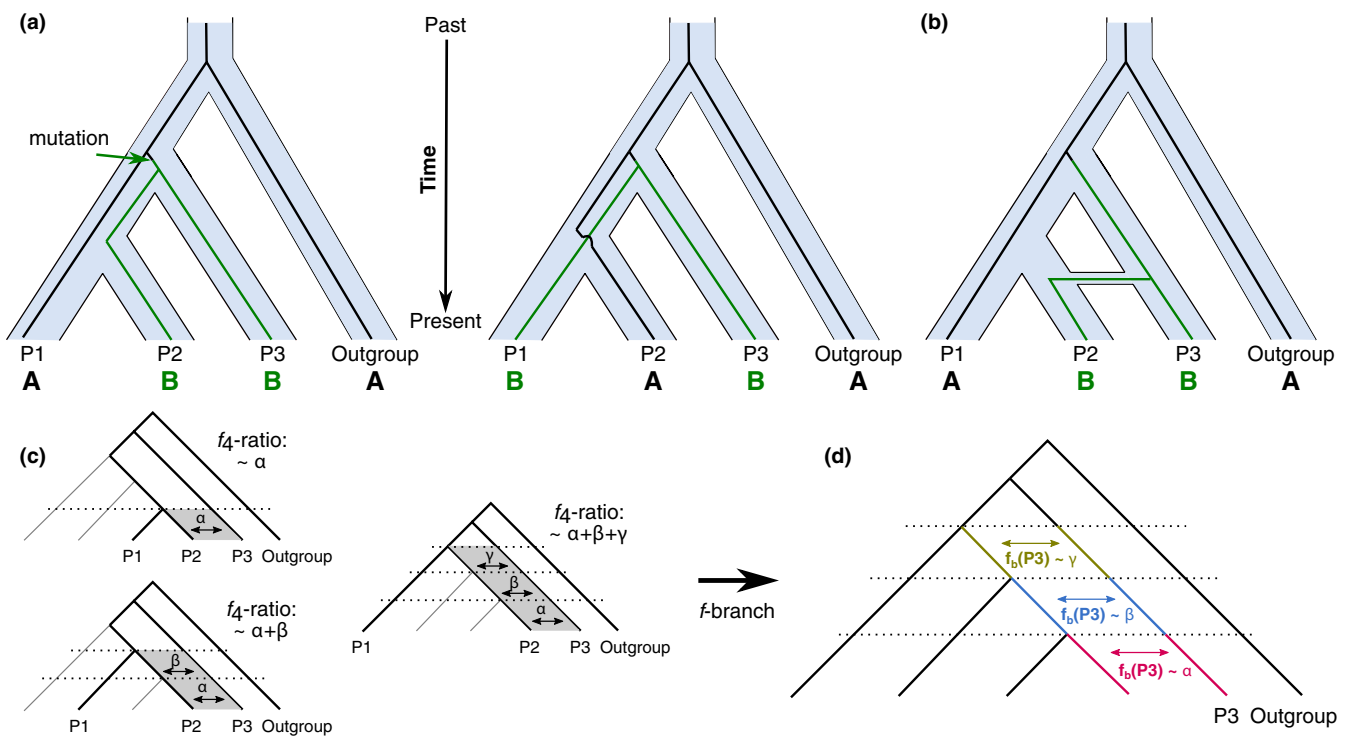 (a)
Past
(b)
mutation
Time
Present
P1 P2 P3 Outgroup
A B B A
P1 P2 P3 Outgroup
B A B A
P1 P2 P3 Outgroup
A B B A
(c)
f4-ratio:
~ α
α
P1 P2 P3 Outgroup
f4-ratio:
~ α+β
β
α
P1 P2 P3 Outgroup
f4-ratio:
~ α+β+γ
γ
β
α
P1 P2 P3 Outgroup
f-branch
(d)
fb(P3) ~ γ
fb(P3) ~ β
fb(P3) ~ α
P3 Outgroup